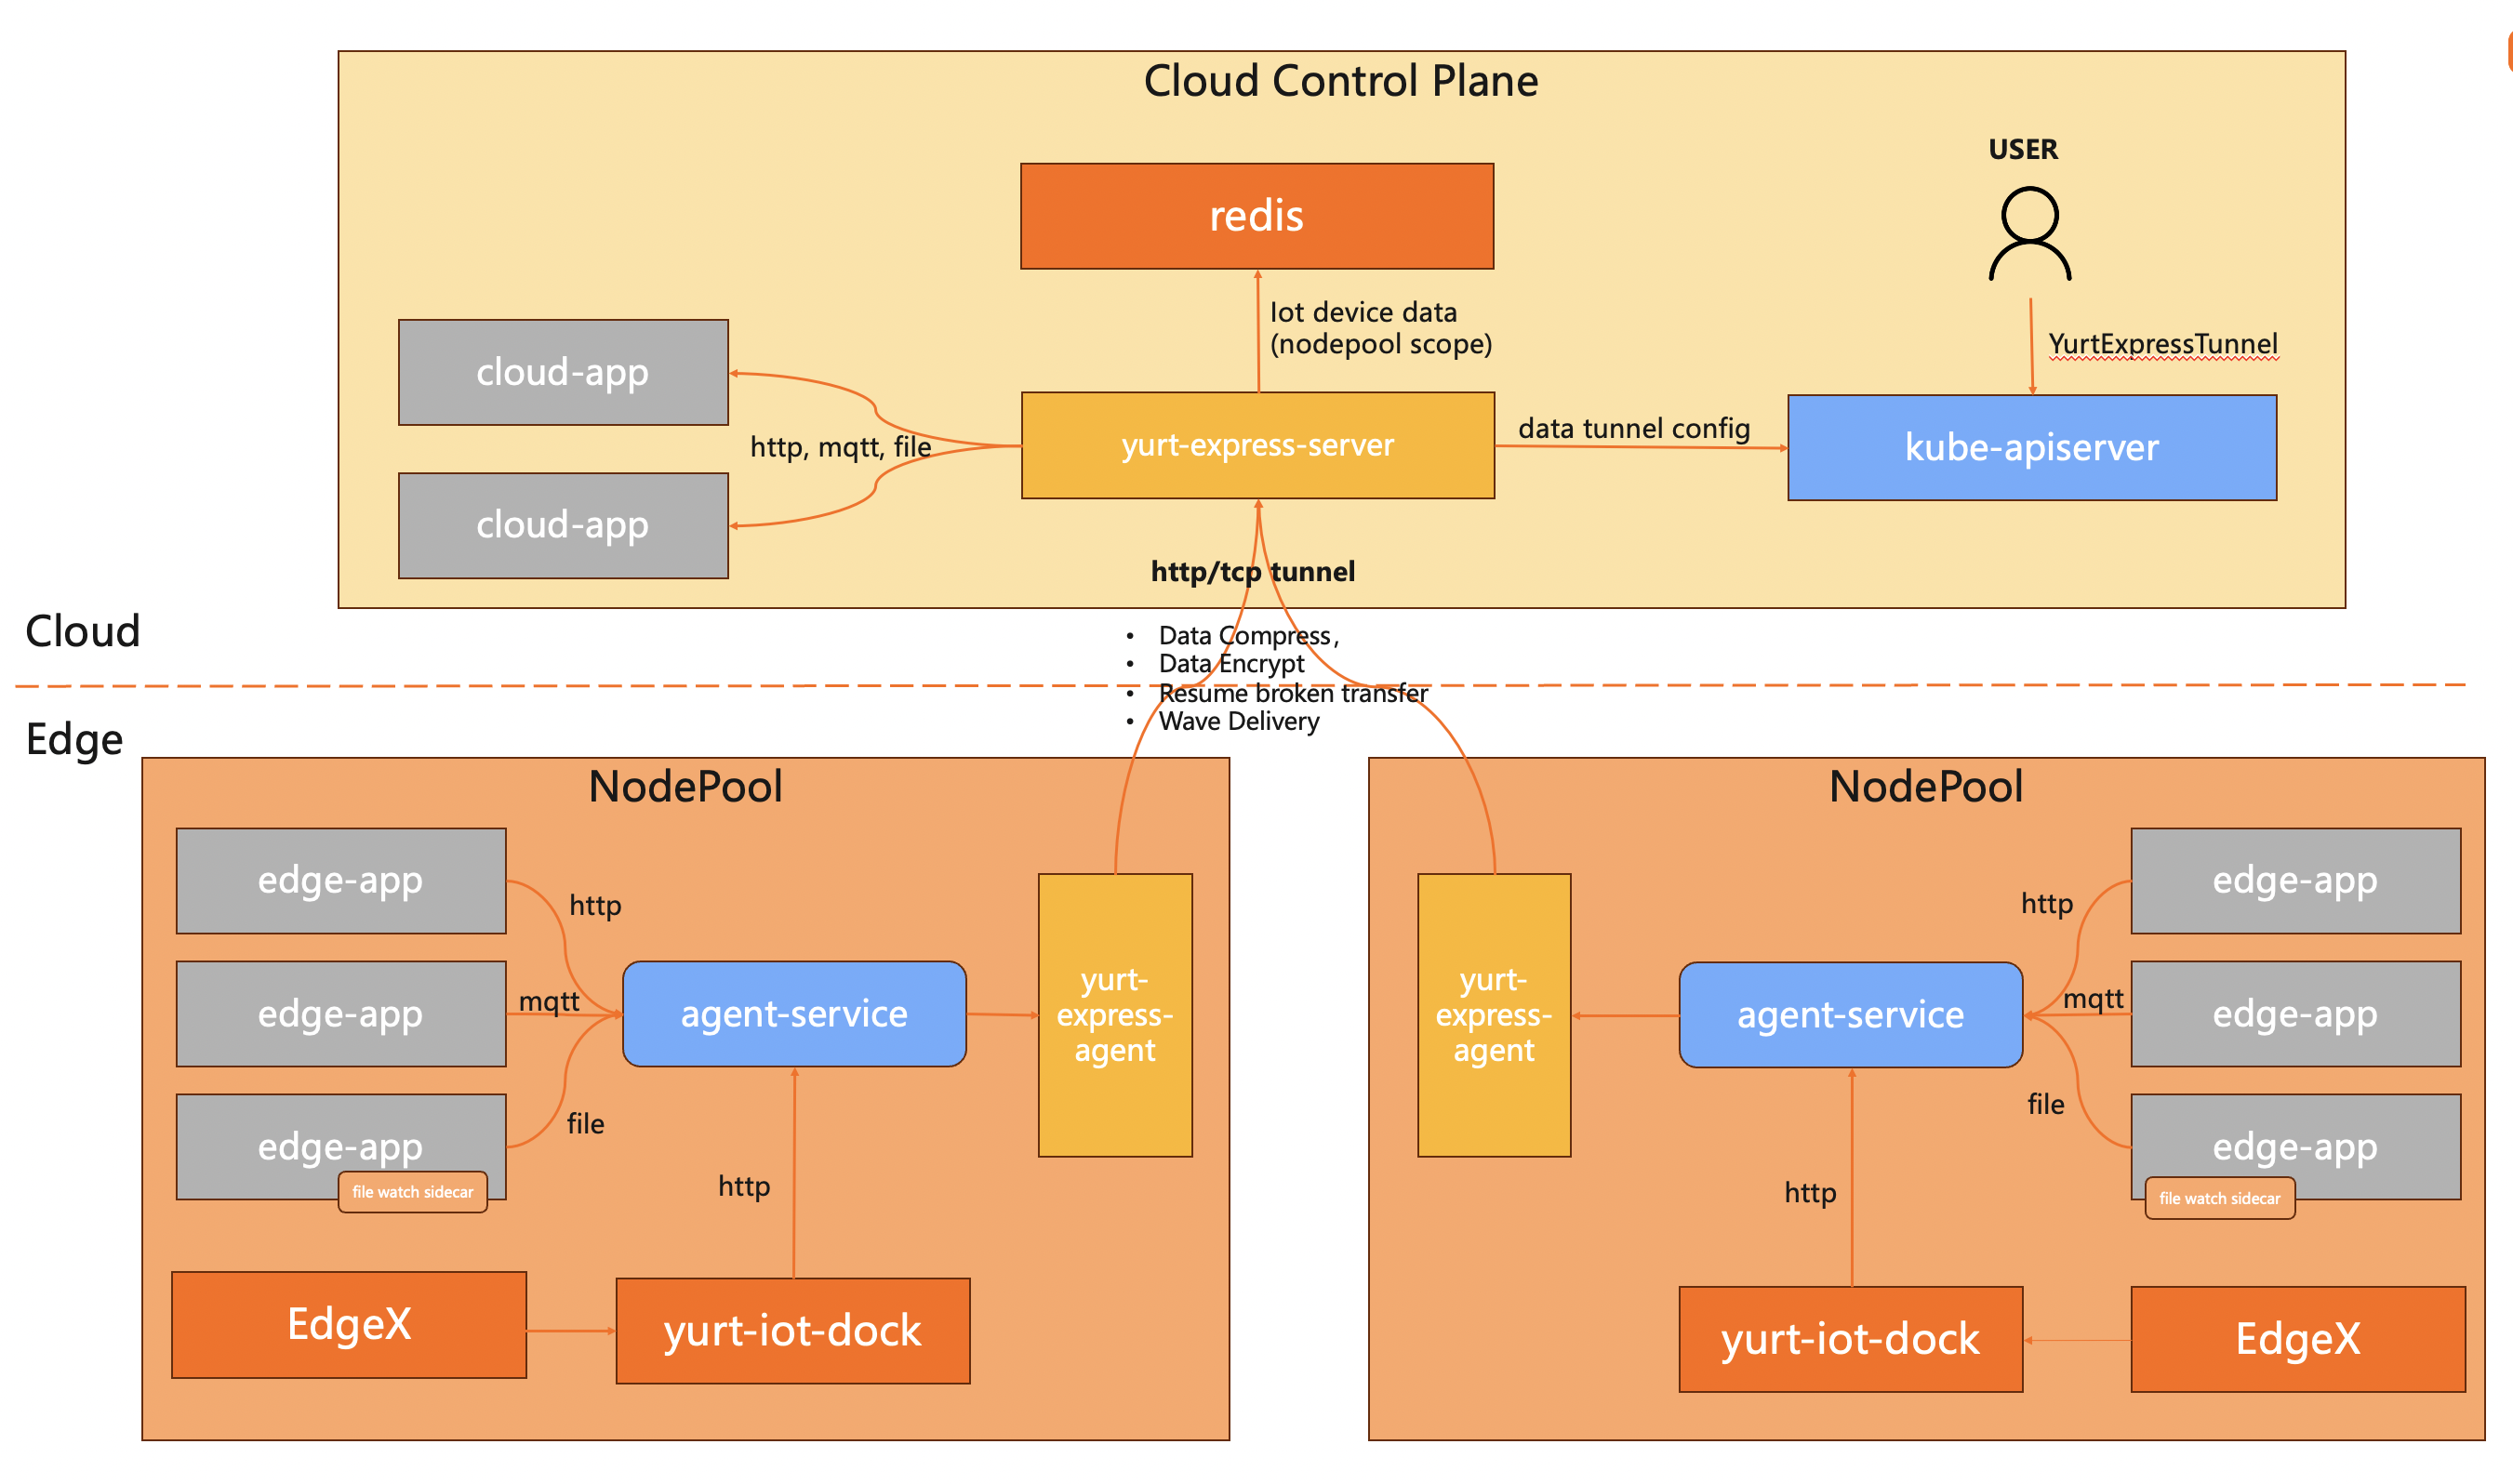 Cloud Control Plane
USER
redis
Iot device data
(nodepool scope)
YurtExpressTunnel
cloud-app
http, mqtt, file
yurt-express-server
data tunnel config
kube-apiserver
cloud-app
http/tcp tunnel
Cloud
• Data Compress,
• Data Encrypt
• Resume broken transfer
• Wave Delivery
Edge
NodePool
edge-app
http
edge-app
mqtt
agent-service
yurt-
express-
agent
edge-app
file
file watch sidecar
http
EdgeX
yurt-iot-dock
NodePool
edge-app
http
yurt-
express-
agent
agent-service
mqtt
edge-app
file
edge-app
file watch sidecar
http
yurt-iot-dock
EdgeX